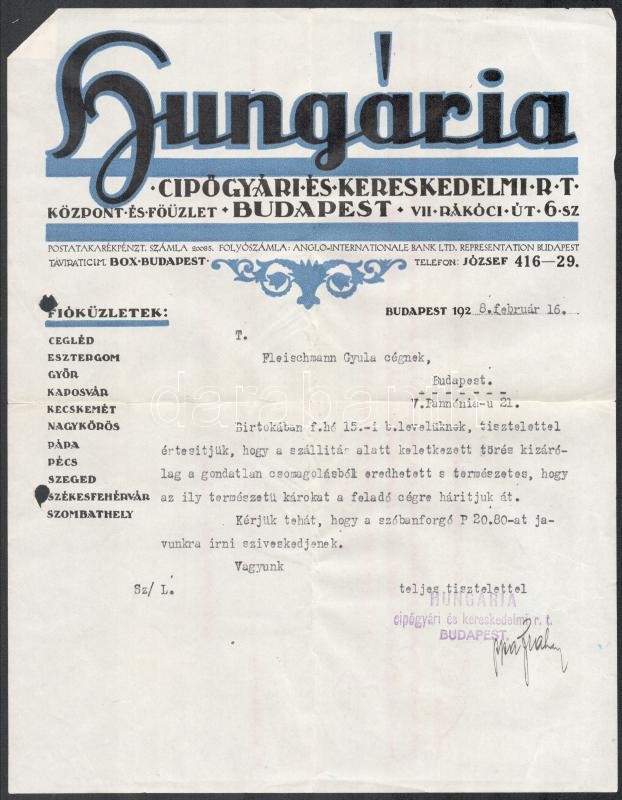 Hungária
·CIPŐGYÁRI·ÉS·KERESKEDELMI·R·T·
KÖZPONT·ÉS·FŐÜZLET · BUDAPEST · VII·RÁKÓCI·ÚT·6·SZ
POSTATAKARÉKPÉNZT. SZÁMLA 20085. FOLYÓSZÁMLA: ANGLO-INTERNATIONALE BANK LTD. REPRESENTATION BUDAPEST
TÁVIRATICIM. BOX·BUDAPEST· TELEFON: JÓZSEF 416—29.
BUDAPEST 192 8.február 16.
FIÓKÜZLETEK:
CEGLÉD
ESZTERGOM
GYŐR
KAPOSVÁR
KECSKEMÉT
NAGYKŐRÖS
PÁPA
PÉCS
SZEGED
SZÉKESFEHÉRVÁR
SZOMBATHELY
T.
Fleischmann Gyula cégnek,
Budapest.
V.Pannónia-u 21.
Birtokában f.hó 15.-i b.levelüknek, tisztelettel
értesitjük, hogy a szállitás alatt keletkezett törés kizáró-
lag a gondatlan csomagolásból eredhetett s természetes, hogy
az ily természetü károkat a feladó cégre háritjuk át.
Kérjük tehát, hogy a szóbanforgó P 20.80-at ja-
vunkra irni sziveskedjenek.
Vagyunk
Sz/L. teljes tisztelettel
HUNGÁRIA
cipőgyári és kereskedelmi r. t.
BUDAPEST.
darabanth